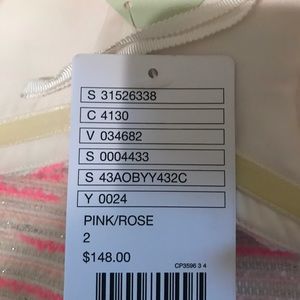 S 31526338
C 4130
V 034682
S 0004433
S 43AOBYY432C
Y 0024
PINK/ROSE
2
$148.00
CP3596 3 4